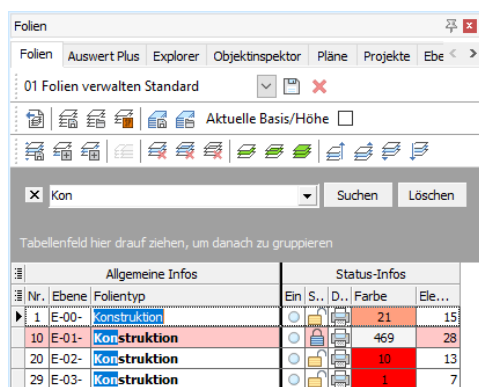 Folien
Folien Auswert Plus Explorer Objektinspektor Pläne Projekte Ebe
01 Folien verwalten Standard
Aktuelle Basis/Höhe
Kon Suchen Löschen
Tabellenfeld hier drauf ziehen, um danach zu gruppieren
Allgemeine Infos Status-Infos
Nr. Ebene Folientyp Ein S.. D.. Farbe Ele...
1 E-00- Konstruktion 21 15
10 E-01- Konstruktion 469 28
20 E-02- Konstruktion 10 13
29 E-03- Konstruktion 1 7